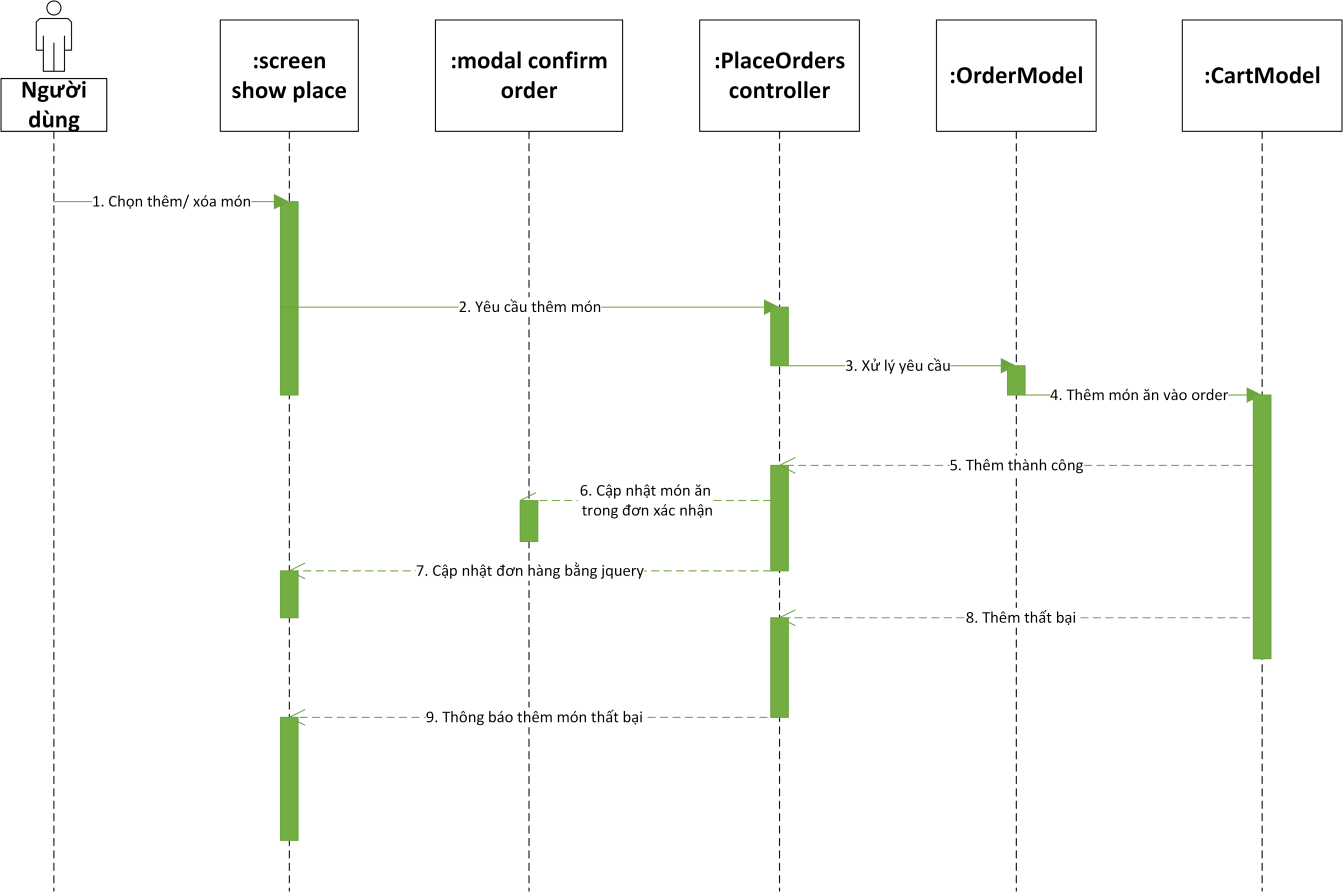 Người
dùng
:screen
show place
:modal confirm
order
:PlaceOrders
controller
:OrderModel
:CartModel
1. Chọn thêm/ xóa món
2. Yêu cầu thêm món
3. Xử lý yêu cầu
4. Thêm món ăn vào order
5. Thêm thành công
6. Cập nhật món ăn
trong đơn xác nhận
7. Cập nhật đơn hàng bằng jquery
8. Thêm thất bại
9. Thông báo thêm món thất bại